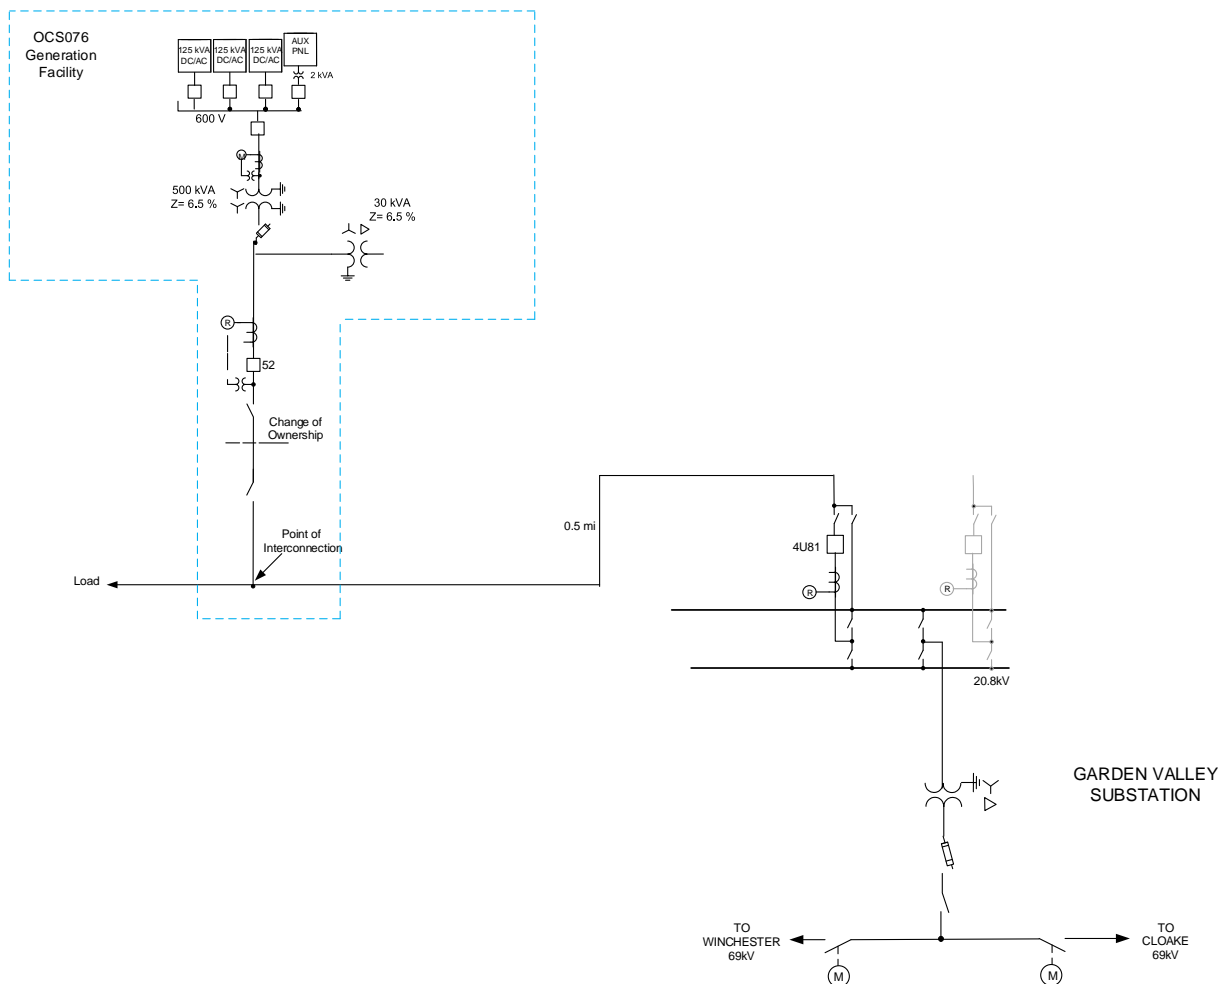 OCS076
Generation
Facility
125 kVA
DC/AC
125 kVA
DC/AC
125 kVA
DC/AC
AUX
PNL
2 kVA
600 V
M
500 kVA
Z= 6.5 %
30 kVA
Z= 6.5 %
R
52
Change of
Ownership
Point of
Interconnection
Load
0.5 mi
4U81
R
R
20.8kV
GARDEN VALLEY
SUBSTATION
TO
WINCHESTER
69kV
TO
CLOAKE
69kV
M
M